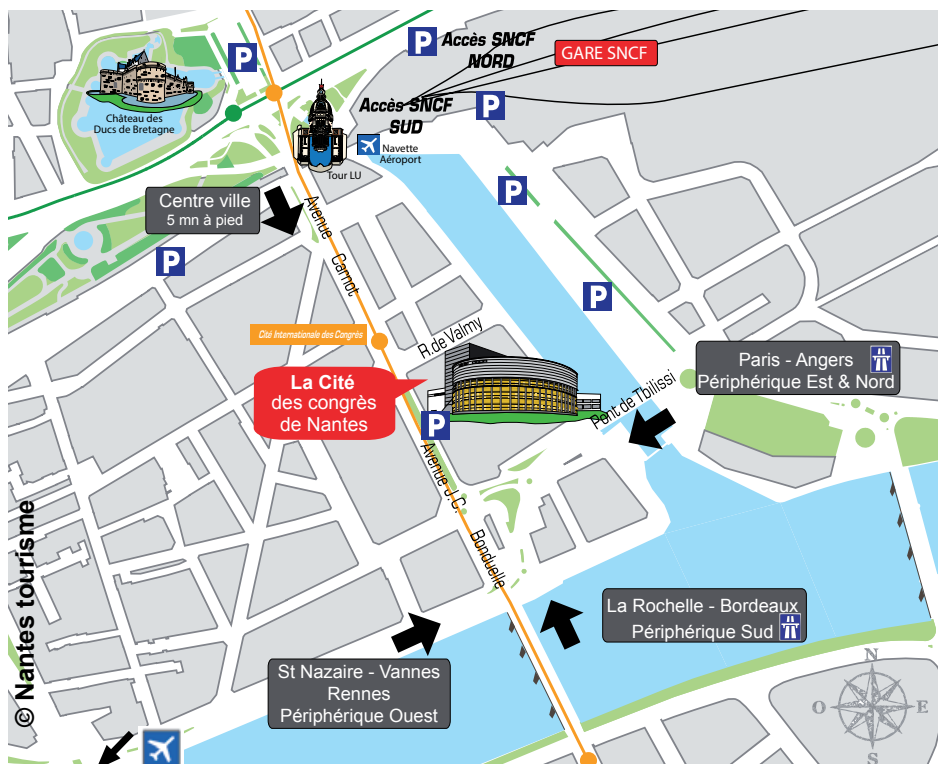 P
P
Accès SNCF
NORD
GARE SNCF
P
Accès SNCF
SUD
Château des
Ducs de Bretagne
Navette
Aéroport
Tour LU
P
Centre ville
5 mn à pied
Avenue Carnot
P
P
Cité Internationale des Congrès
R.de Valmy
La Cité
des congrès
de Nantes
P
Pont de Tbilissi
Paris - Angers
Périphérique Est & Nord
Avenue J.C. Bonduelle
© Nantes tourisme
La Rochelle - Bordeaux
Périphérique Sud
St Nazaire - Vannes
Rennes
Périphérique Ouest
N
O
E
S